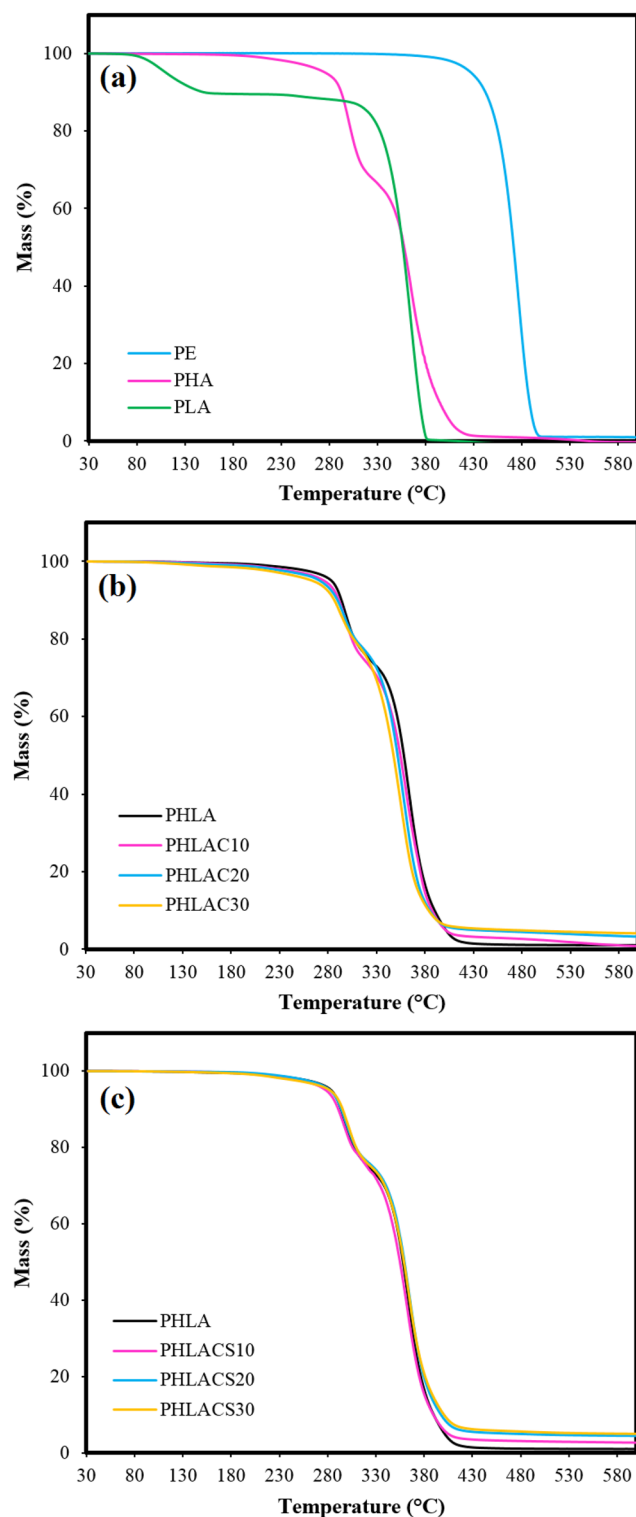 (a)
100
80
60
40
20
0
Mass (%)
PE
PHA
PLA
30 80 130 180 230 280 330 380 430 480 530 580
Temperature (°C)
(b)
100
80
60
40
20
0
Mass (%)
PHLA
PHLAC10
PHLAC20
PHLAC30
30 80 130 180 230 280 330 380 430 480 530 580
Temperature (°C)
(c)
100
80
60
40
20
0
Mass (%)
PHLA
PHLACS10
PHLACS20
PHLACS30
30 80 130 180 230 280 330 380 430 480 530 580
Temperature (°C)